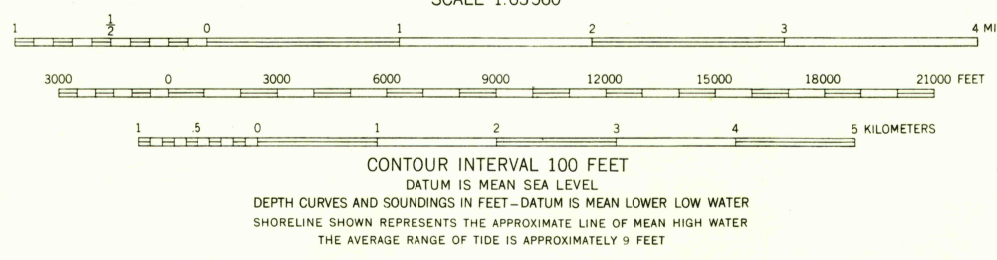 SCALE 1:63360
1 ½ 0 1 2 3 4 MI
3000 0 3000 6000 9000 12000 15000 18000 21000 FEET
1 .5 0 1 2 3 4 5 KILOMETERS
CONTOUR INTERVAL 100 FEET
DATUM IS MEAN SEA LEVEL
DEPTH CURVES AND SOUNDINGS IN FEET—DATUM IS MEAN LOWER LOW WATER
SHORELINE SHOWN REPRESENTS THE APPROXIMATE LINE OF MEAN HIGH WATER
THE AVERAGE RANGE OF TIDE IS APPROXIMATELY 9 FEET